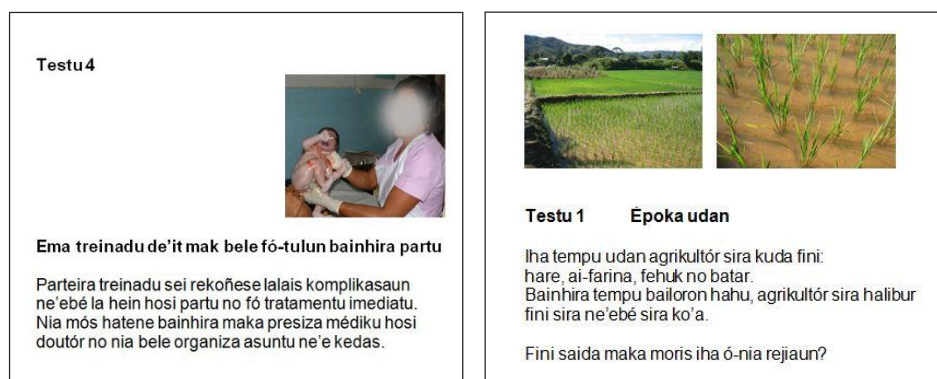 Testu 4
Ema treinadu de'it mak bele fó-tulun bainhira partu
Parteira treinadu sei rekoñese lalais komplikasaun
ne'ebé la hein hosi partu no fó tratamentu imediatu.
Nia mós hatene bainhira maka presiza médiku hosi
doutór no nia bele organiza asuntu ne'e kedas.
Testu 1 Époka udan
Iha tempu udan agrikultór sira kuda fini:
hare, ai-farina, fehuk no batar.
Bainhira tempu bailoron hahu, agrikultór sira halibur
fini sira ne'ebé sira ko'a.
Fini saida maka moris iha ó-nia rejiaun?